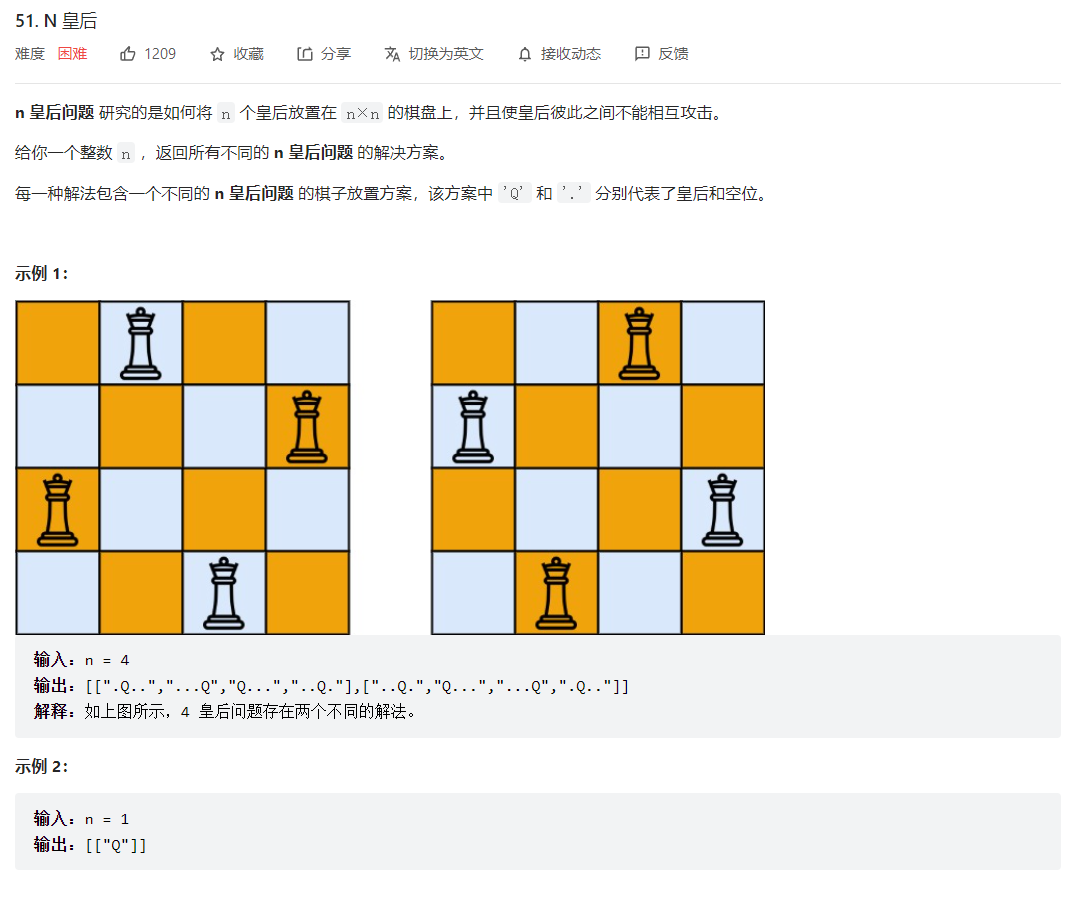 51. N 皇后
难度 困难 1209 收藏 分享 切换为英文 接收动态 反馈
n 皇后问题 研究的是如何将 n 个皇后放置在 n×n 的棋盘上，并且使皇后彼此之间不能相互攻击。
给你一个整数 n ，返回所有不同的 n 皇后问题 的解决方案。
每一种解法包含一个不同的 n 皇后问题 的棋子放置方案，该方案中 'Q' 和 '.' 分别代表了皇后和空位。
示例 1：
输入：n = 4
输出：[[".Q..","...Q","Q...","..Q."],["..Q.","Q...","...Q",".Q.."]]
解释：如上图所示，4 皇后问题存在两个不同的解法。
示例 2：
输入：n = 1
输出：[["Q"]]